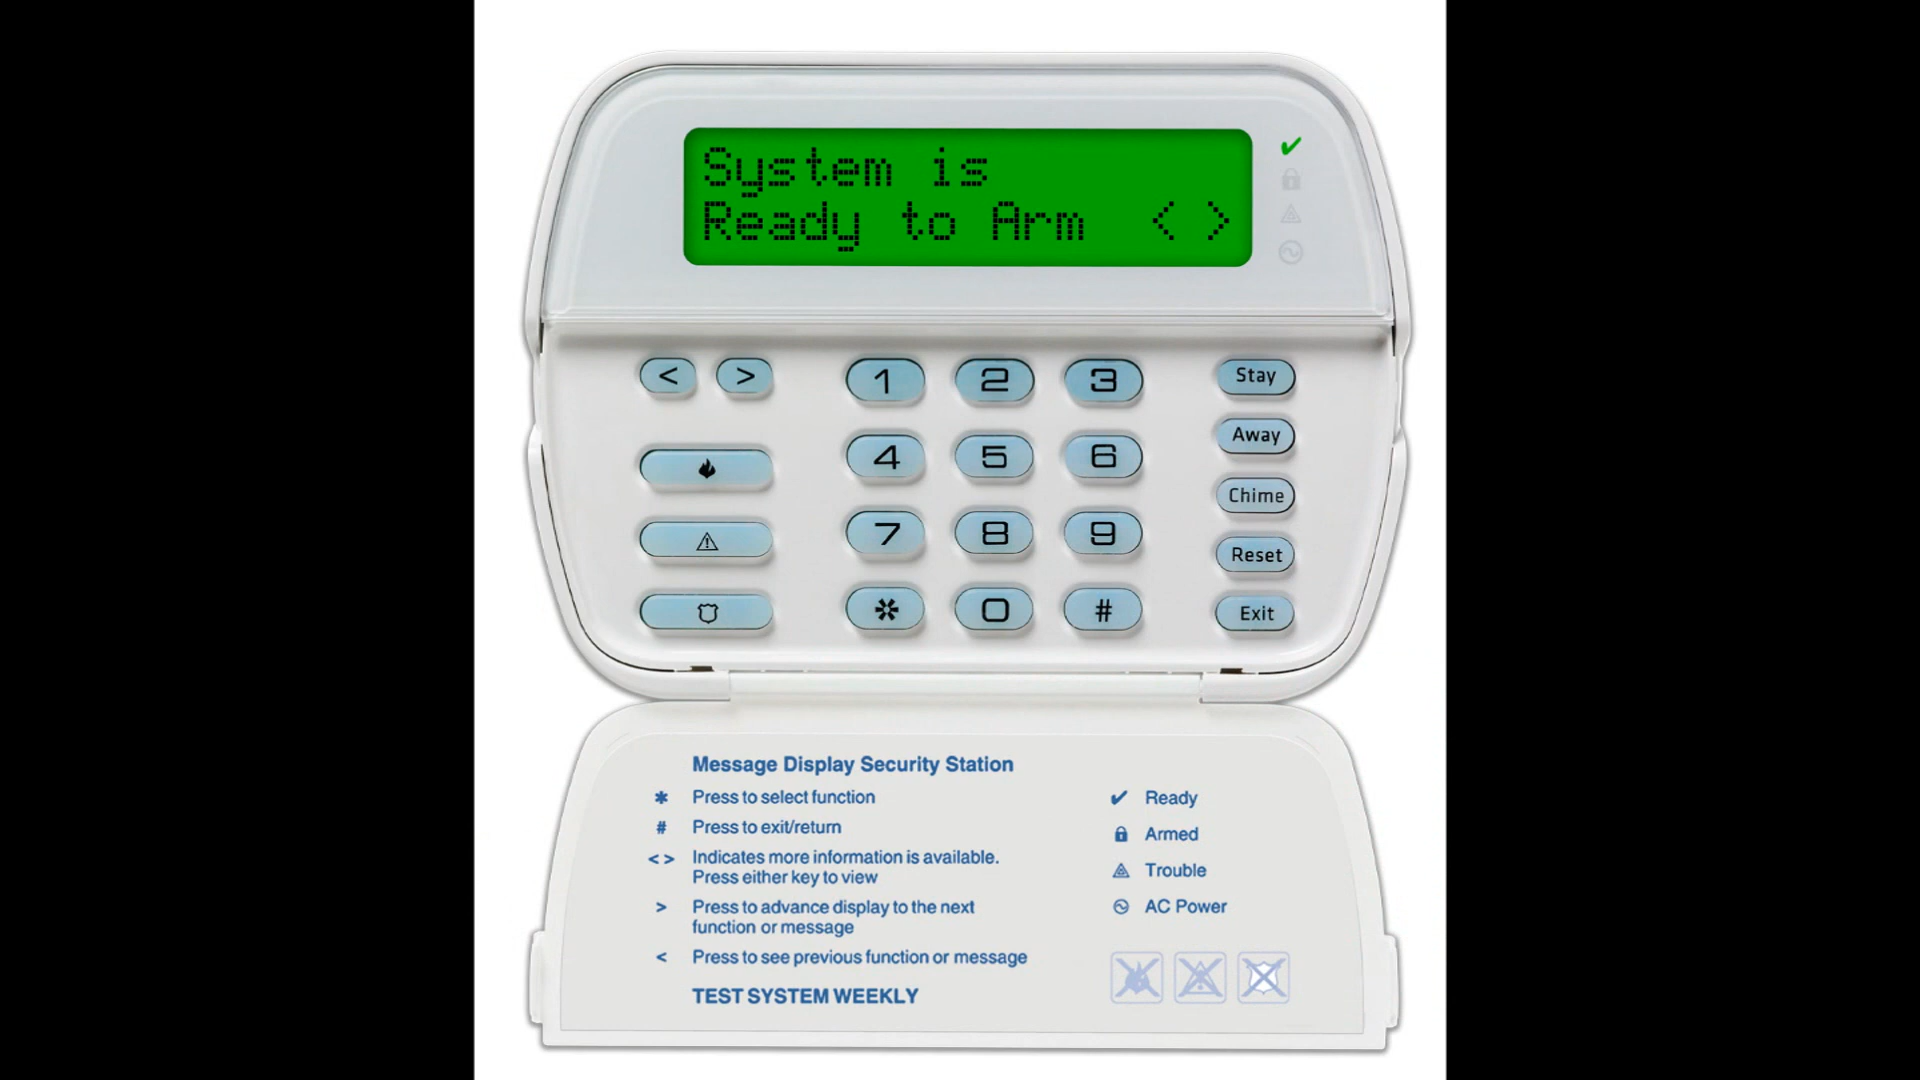 System is
Ready to Arm < >
< > 1 2 3 Stay
4 5 6 Away
Chime
7 8 9 Reset
* 0 # Exit
Message Display Security Station
* Press to select function
# Press to exit/return
< > Indicates more information is available.
Press either key to view
> Press to advance display to the next
function or message
< Press to see previous function or message
TEST SYSTEM WEEKLY
✔ Ready
Armed
Trouble
AC Power